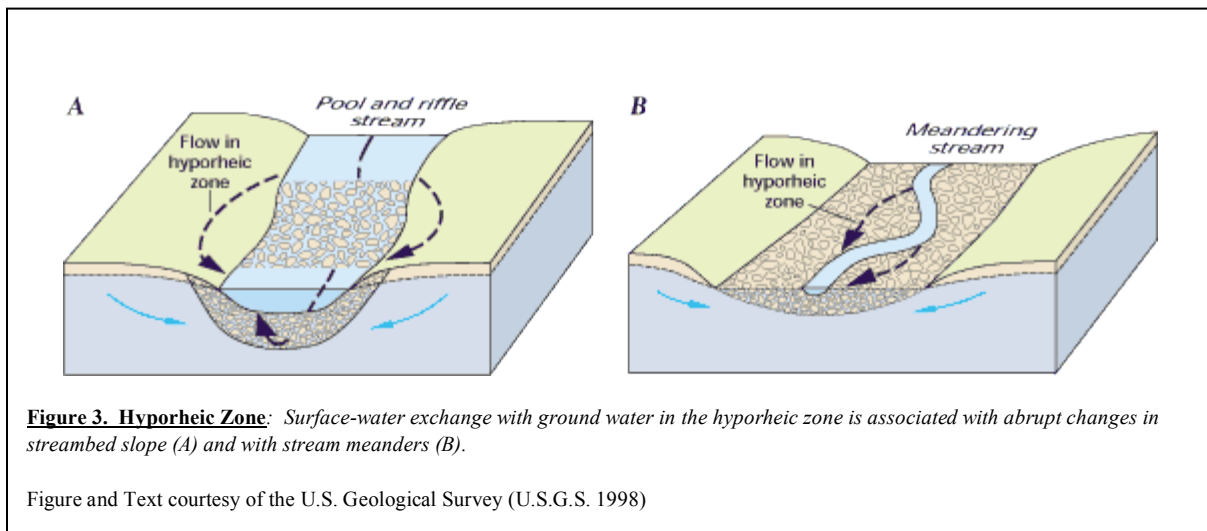 A
Pool and riffle
stream
Flow in
hyporheic
zone
B
Meandering
stream
Flow in
hyporheic
zone
Figure 3. Hyporheic Zone: Surface-water exchange with ground water in the hyporheic zone is associated with abrupt changes in
streambed slope (A) and with stream meanders (B).
Figure and Text courtesy of the U.S. Geological Survey (U.S.G.S. 1998)